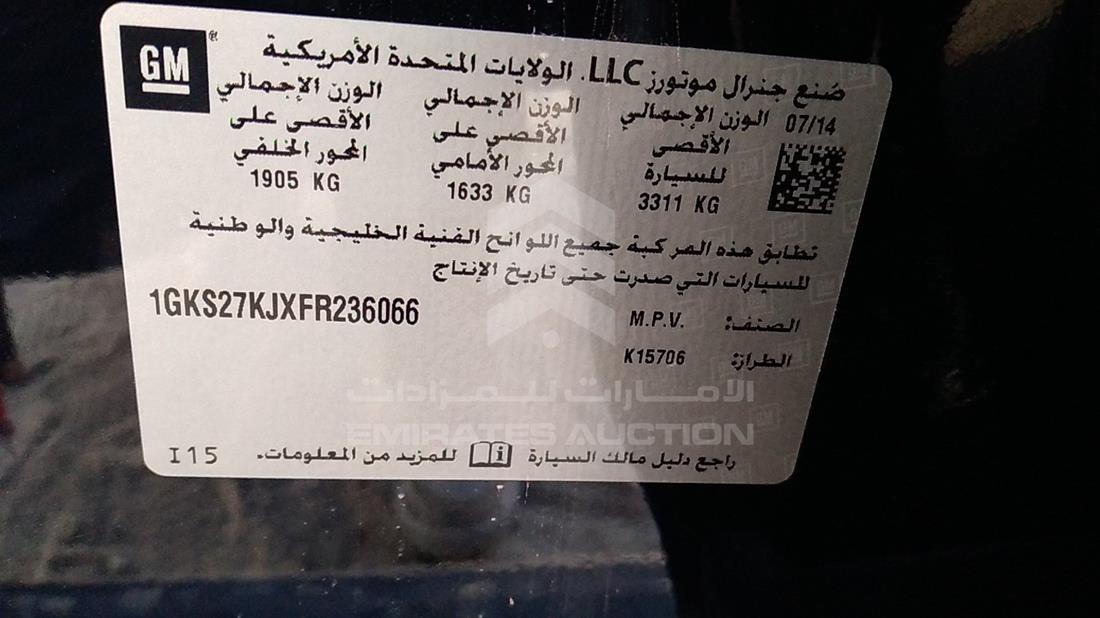 GM®
صُنع جنرال موتورز LLC. الولايات المتحدة الأمريكية
07/14
الوزن الإجمالي
الأقصى
للسيارة
3311 KG
الوزن الإجمالي
الأقصى على
المحور الأمامي
1633 KG
الوزن الإجمالي
الأقصى على
المحور الخلفي
1905 KG
تطابق هذه المركبة جميع اللوائح الفنية الخليجية والوطنية
للسيارات التي صدرت حتى تاريخ الإنتاج
1GKS27KJXFR236066
الصنف: M.P.V.
الطراز: K15706
الامارات للمزادات
EMIRATES AUCTION
راجع دليل مالك السيارة للمزيد من المعلومات.
I15